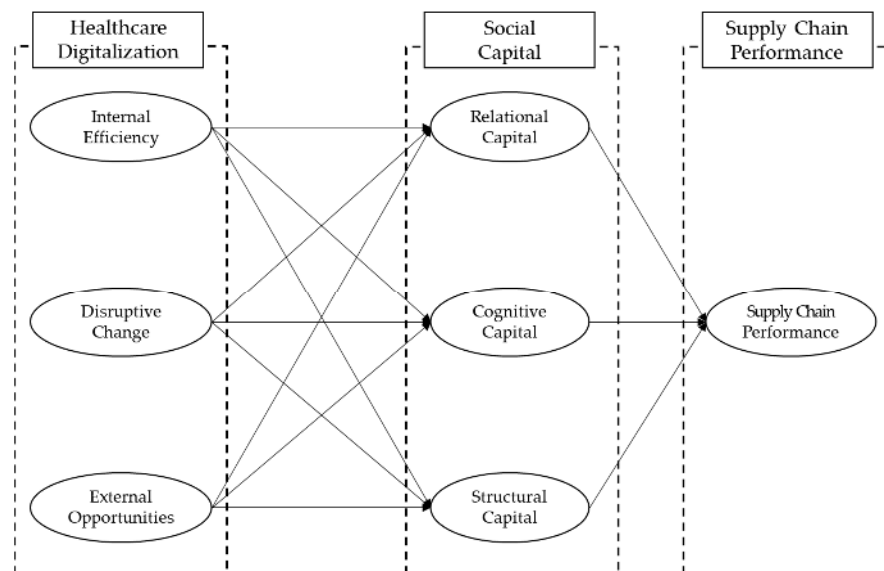 Healthcare
Digitalization
Social
Capital
Supply Chain
Performance
Internal
Efficiency
Relational
Capital
Disruptive
Change
Cognitive
Capital
Supply Chain
Performance
External
Opportunities
Structural
Capital